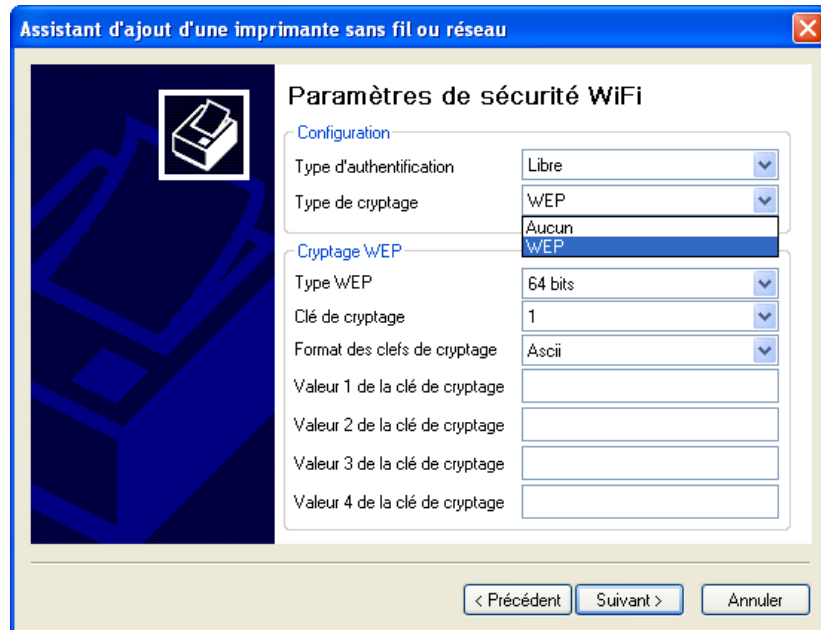 Assistant d'ajout d'une imprimante sans fil ou réseau
Paramètres de sécurité WiFi
Configuration
Type d'authentification Libre
Type de cryptage WEP
Aucun
WEP
Cryptage WEP
Type WEP 64 bits
Clé de cryptage 1
Format des clefs de cryptage Ascii
Valeur 1 de la clé de cryptage
Valeur 2 de la clé de cryptage
Valeur 3 de la clé de cryptage
Valeur 4 de la clé de cryptage
< Précédent Suivant > Annuler